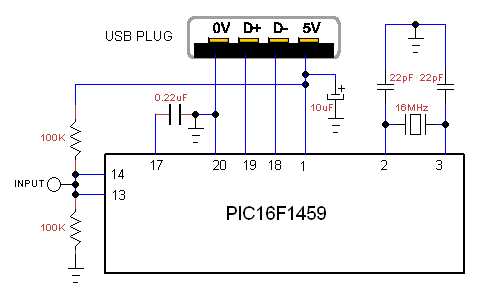 0V D+ D- 5V
USB PLUG
22pF 22pF
0.22uF
+
10uF
16MHz
100K
17 20 19 18 1 2 3
14
INPUT
13
PIC16F1459
100K